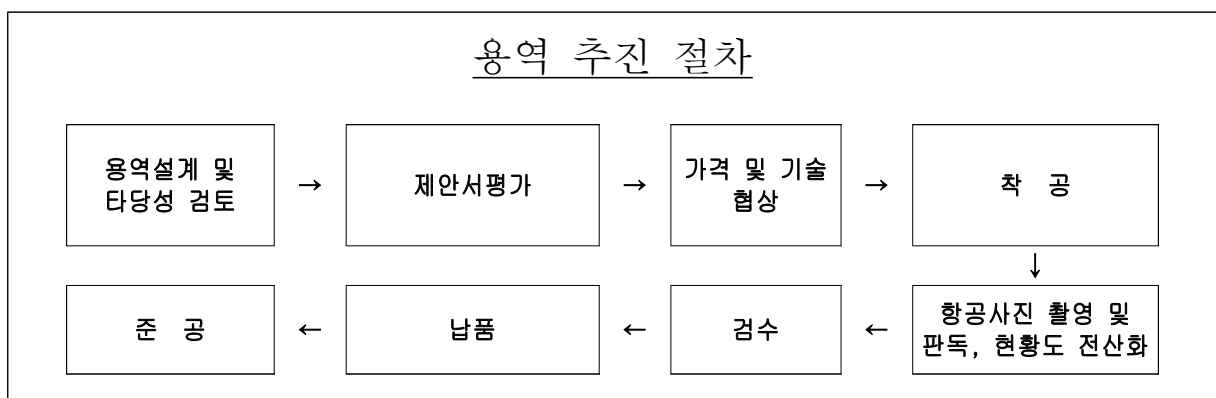 용역 추진 절차
용역설계 및
타당성 검토
→
제안서평가
→
가격 및 기술
협상
→
착 공
↓
항공사진 촬영 및
판독, 현황도 전산화
←
검수
←
납품
←
준 공